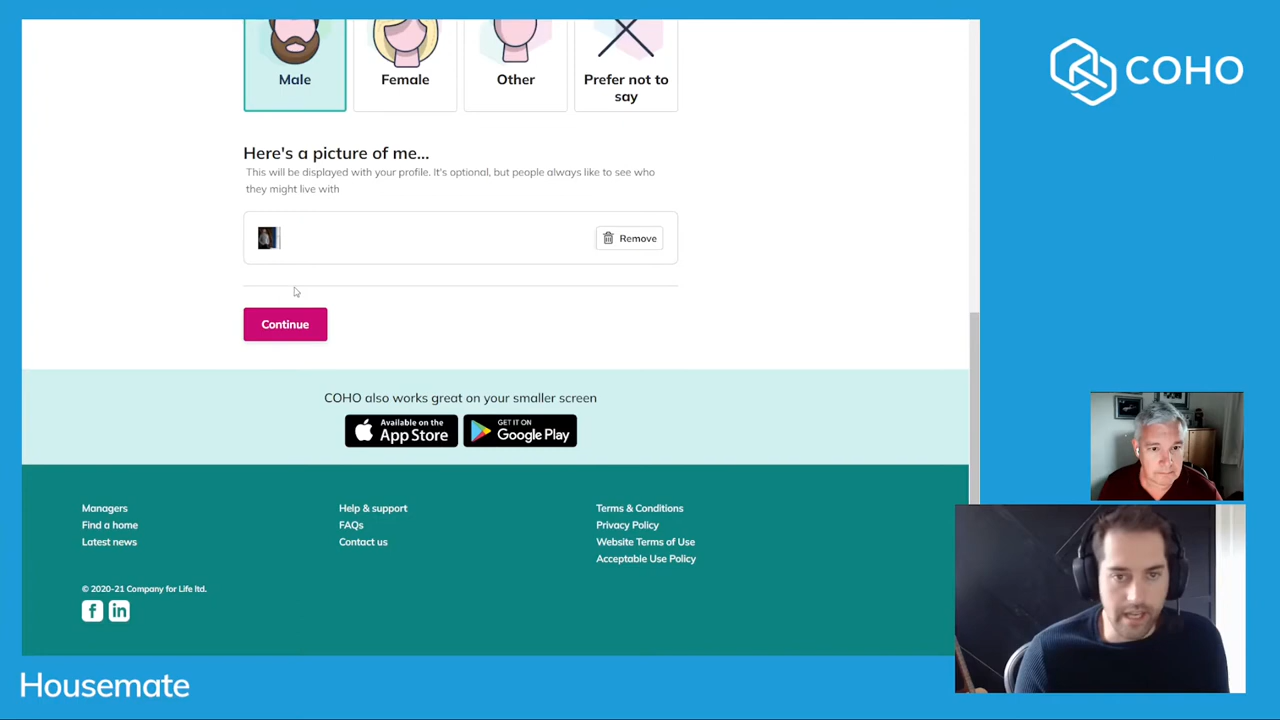 COHO
Male
Female
Other
Prefer not to
say
Here's a picture of me...
This will be displayed with your profile. It's optional, but people always like to see who
they might live with
Remove
Continue
COHO also works great on your smaller screen
Available on the
App Store
GET IT ON
Google Play
Managers
Help & support
Terms & Conditions
Find a home
FAQs
Privacy Policy
Latest news
Contact us
Website Terms of Use
Acceptable Use Policy
© 2020-21 Company for Life ltd.
f in
Housemate